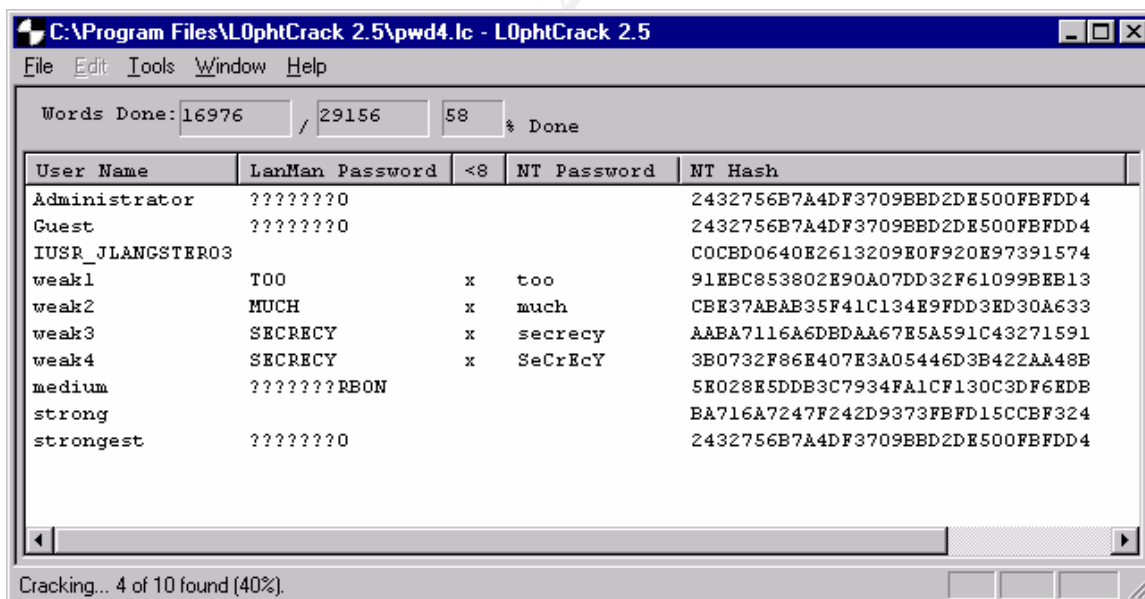 C:\Program Files\L0phtCrack 2.5\pwd4.lc - L0phtCrack 2.5
File Edit Tools Window Help
Words Done: 16976 / 29156 58 % Done
User Name LanMan Password <8 NT Password NT Hash
Administrator ???????0 2432756B7A4DF3709BBD2DE500FBFDD4
Guest ???????0 2432756B7A4DF3709BBD2DE500FBFDD4
IUSR_JLANGSTER03 C0CBD0640E2613209E0F920E97391574
weak1 TOO x too 91EBC853802E90A07DD32F61099BEB13
weak2 MUCH x much CBE37ABAB35F41C134E9FDD3ED30A633
weak3 SECRECY x secrecy AABA7116A6DBDAA67E5A591C43271591
weak4 SECRECY x SeCrEcY 3B0732F86E407E3A05446D3B422AA48B
medium ???????RBON 5E028E5DDB3C7934FA1CF130C3DF6EDB
strong BA716A7247F242D9373FBFD15CCBF324
strongest ???????0 2432756B7A4DF3709BBD2DE500FBFDD4
Cracking... 4 of 10 found (40%).